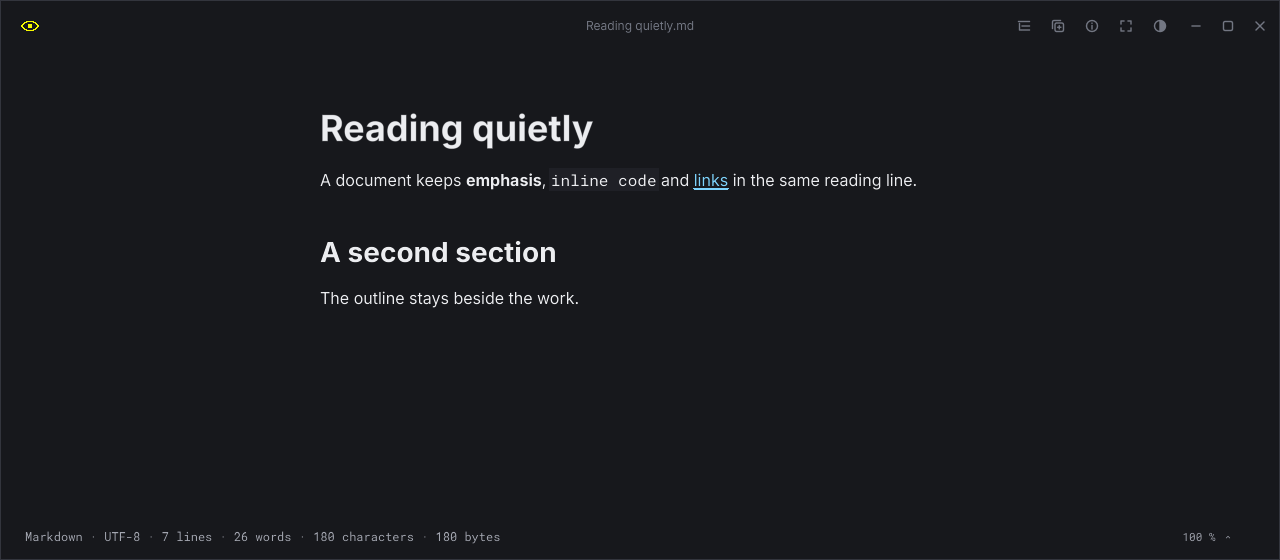 Reading quietly.md
Reading quietly
A document keeps emphasis, inline code and links in the same reading line.
A second section
The outline stays beside the work.
Markdown · UTF-8 · 7 lines · 26 words · 180 characters · 180 bytes
100 %